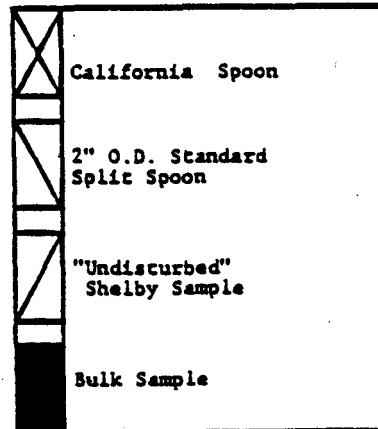 California Spoon
2" O.D. Standard
Split Spoon
"Undisturbed"
Shelby Sample
Bulk Sample